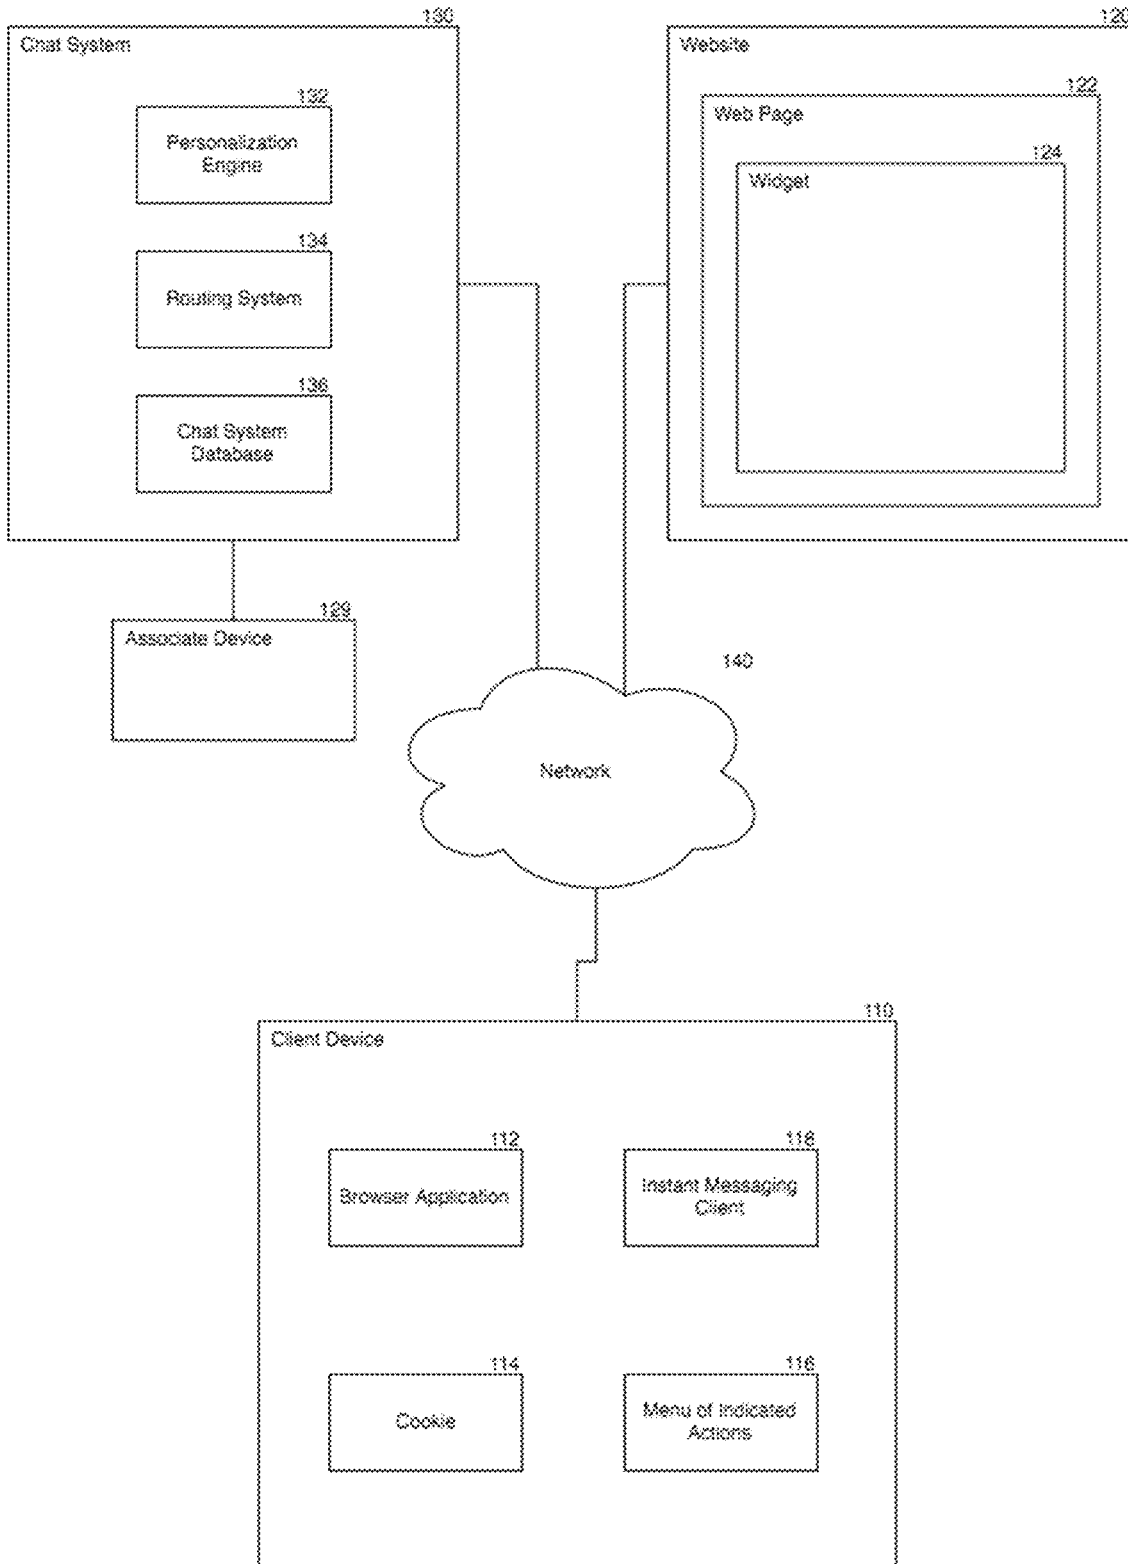 130
Chat System
132
Personalization
Engine
134
Routing System
136
Chat System
Database
129
Associate Device
120
Website
122
Web Page
124
Widget
140
Network
110
Client Device
112
Browser Application
118
Instant Messaging
Client
114
Cookie
116
Menu of Indicated
Actions